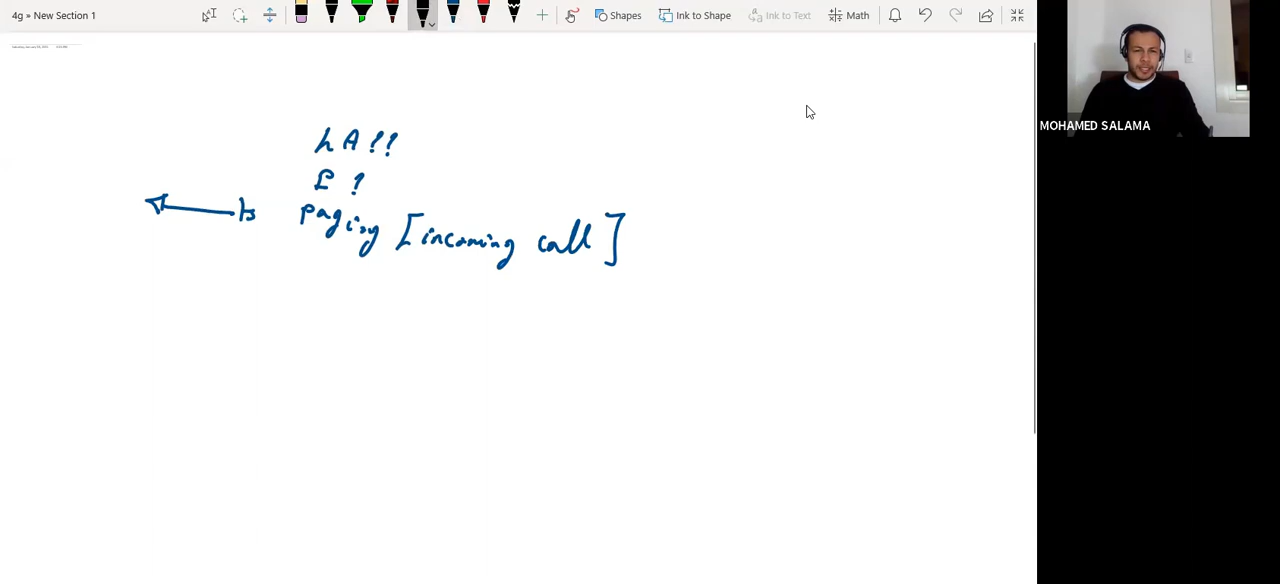 4g » New Section 1
Shapes
Ink to Shape
Ink to Text
Math
MOHAMED SALAMA
LA ??
?
Paging [incoming call]